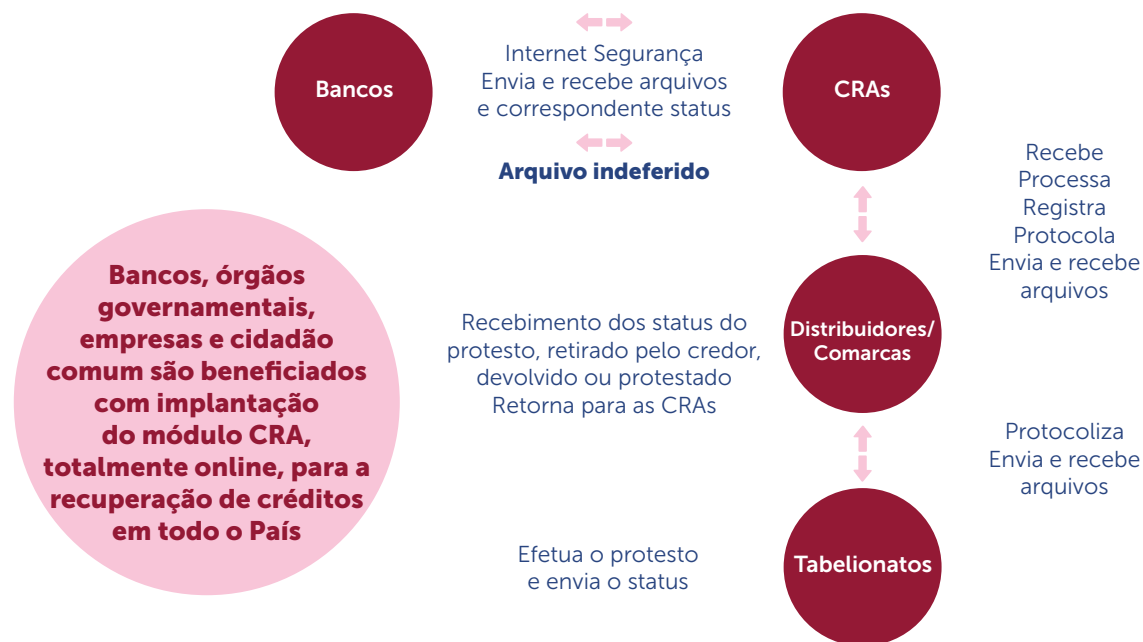 Bancos
Internet Segurança
Envia e recebe arquivos
e correspondente status
CRAs
Arquivo indeferido
Recebe
Processa
Registra
Protocola
Envia e recebe
arquivos
Bancos, órgãos
governamentais,
empresas e cidadão
comum são beneficiados
com implantação
do módulo CRA,
totalmente online, para a
recuperação de créditos
em todo o País
Recebimento dos status do
protesto, retirado pelo credor,
devolvido ou protestado
Retorna para as CRAs
Distribuidores/
Comarcas
Protocoliza
Envia e recebe
arquivos
Efetua o protesto
e envia o status
Tabelionatos